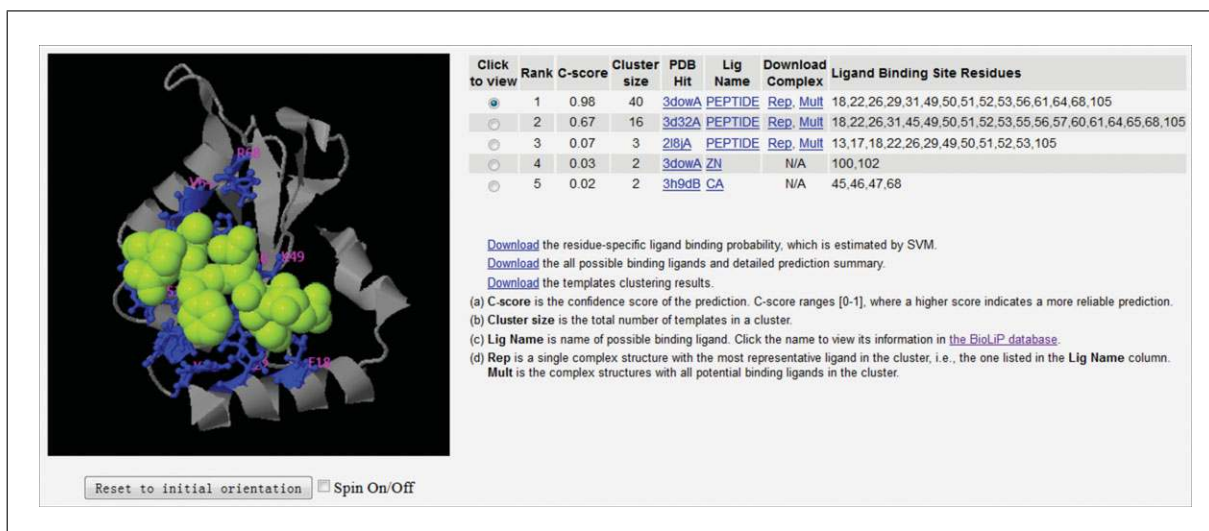 Click to view Rank C-score Cluster size PDB Hit Lig Name Download Complex Ligand Binding Site Residues
1 0.98 40 3dowA PEPTIDE Rep, Mult 18,22,26,29,31,49,50,51,52,53,56,61,64,68,105
2 0.67 16 3d32A PEPTIDE Rep, Mult 18,22,26,31,45,49,50,51,52,53,55,56,57,60,61,64,65,68,105
3 0.07 3 2l8jA PEPTIDE Rep, Mult 13,17,18,22,26,29,49,50,51,52,53,105
4 0.03 2 3dowA ZN N/A 100,102
5 0.02 2 3h9dB CA N/A 45,46,47,68
R68
F18
Download the residue-specific ligand binding probability, which is estimated by SVM.
Download the all possible binding ligands and detailed prediction summary.
Download the templates clustering results.
(a) C-score is the confidence score of the prediction. C-score ranges [0-1], where a higher score indicates a more reliable prediction.
(b) Cluster size is the total number of templates in a cluster.
(c) Lig Name is name of possible binding ligand. Click the name to view its information in the BioLiP database.
(d) Rep is a single complex structure with the most representative ligand in the cluster, i.e., the one listed in the Lig Name column.
Mult is the complex structures with all potential binding ligands in the cluster.
Reset to initial orientation Spin On/Off